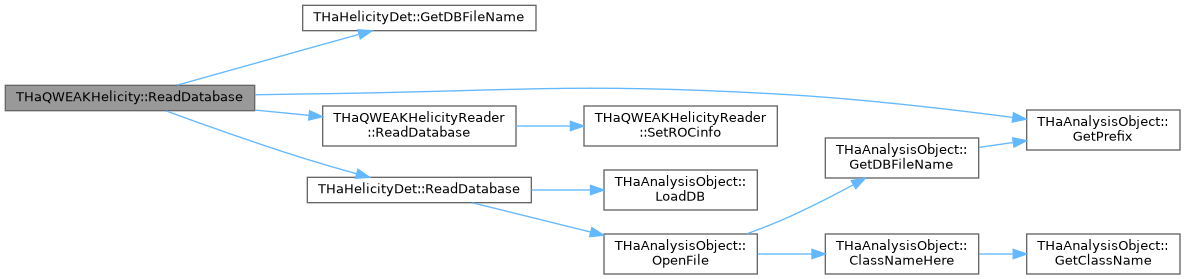 THaHelicityDet::GetDBFileName
THaQWEAKHelicity::ReadDatabase
THaQWEAKHelicityReader
::ReadDatabase
THaQWEAKHelicityReader
::SetROCinfo
THaAnalysisObject::
GetPrefix
THaAnalysisObject::
GetDBFileName
THaHelicityDet::ReadDatabase
THaAnalysisObject::
LoadDB
THaAnalysisObject::
OpenFile
THaAnalysisObject::
ClassNameHere
THaAnalysisObject::
GetClassName